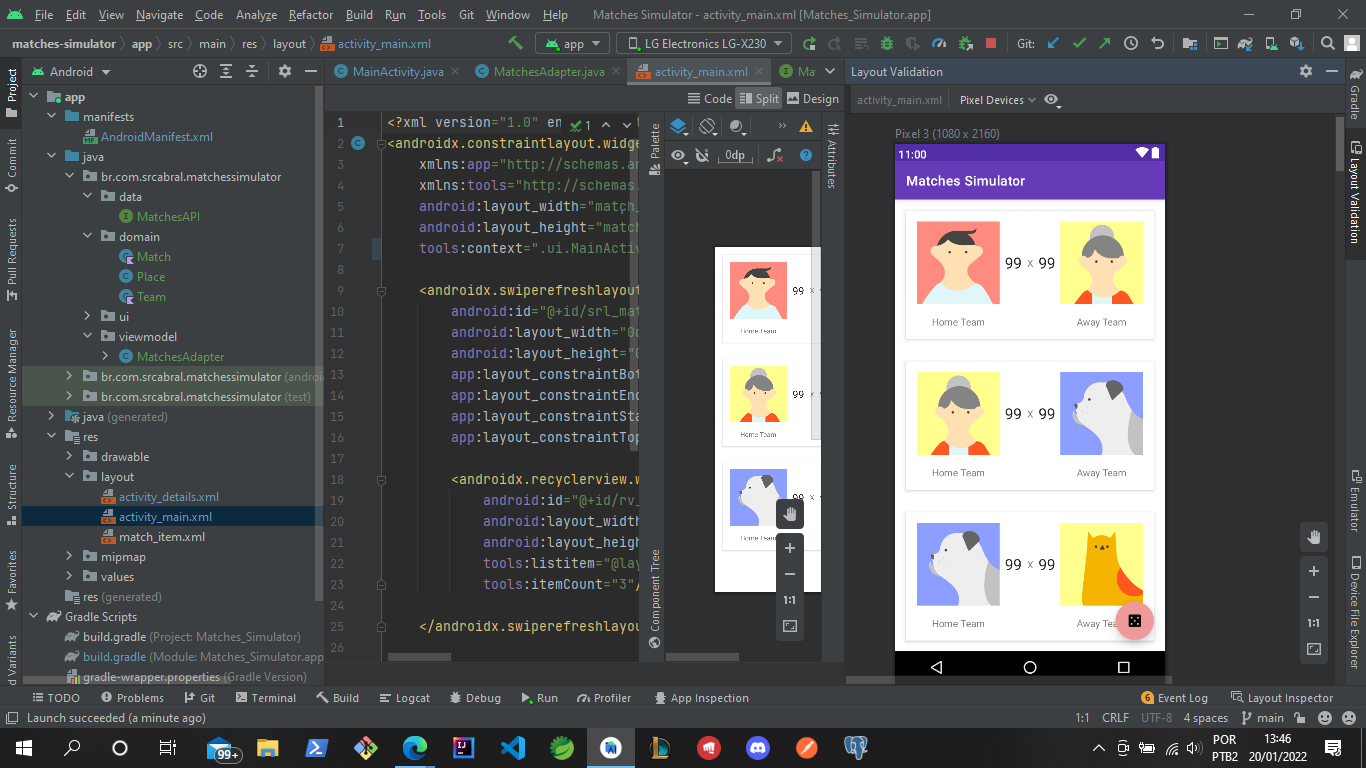 File Edit View Navigate Code Analyze Refactor Build Run Tools Git Window Help Matches Simulator - activity_main.xml [Matches_Simulator.app]
matches-simulator app src main res layout activity_main.xml app LG Electronics LG-X230 Git:
Project
Commit
Pull Requests
Resource Manager
Structure
Favorites
d Variants
Android
app
manifests
AndroidManifest.xml
java
br.com.srcabral.matchessimulator
data
MatchesAPI
domain
Match
Place
Team
ui
viewmodel
MatchesAdapter
br.com.srcabral.matchessimulator (androi
br.com.srcabral.matchessimulator (test)
java (generated)
res
drawable
layout
activity_details.xml
activity_main.xml
match_item.xml
mipmap
values
res (generated)
Gradle Scripts
build.gradle (Project: Matches_Simulator)
build.gradle (Module: Matches_Simulator.app
gradle-wrapper.properties (Gradle Version)
MainActivity.java MatchesAdapter.java activity_main.xml Ma
Code Split Design
1 <?xml version="1.0" en 1
2 <androidx.constraintlayout.widge
3 xmlns:app="http://schemas.an
4 xmlns:tools="http://schemas.
5 android:layout_width="match_
6 android:layout_height="match
7 tools:context=".ui.MainActiv
8
9 <androidx.swiperefreshlayout
10 android:id="@+id/srl_mat
11 android:layout_width="0d
12 android:layout_height="0
13 app:layout_constraintBot
14 app:layout_constraintEnd
15 app:layout_constraintSta
16 app:layout_constraintTop
17
18 <androidx.recyclerview.w
19 android:id="@+id/rv_
20 android:layout_width
21 android:layout_heigh
22 tools:listitem="@lay
23 tools:itemCount="3"/
24
25 </androidx.swiperefreshlayou
26
Palette
Component Tree
0dp
Attributes
99 x 9
Home Team
99 x 9
Home Team
99 x 9
Home Team
1:1
Layout Validation
activity_main.xml Pixel Devices
Pixel 3 (1080 x 2160)
11:00
Matches Simulator
99 x 99
Home Team Away Team
99 x 99
Home Team Away Team
99 x 99
Home Team Away Tea
1:1
Gradle
Layout Validation
Emulator
Device File Explorer
TODO Problems Git Terminal Build Logcat Debug Run Profiler App Inspection 6 Event Log Layout Inspector
Launch succeeded (a minute ago) 1:1 CRLF UTF-8 4 spaces main
99+
POR
PTB2
13:46
20/01/2022